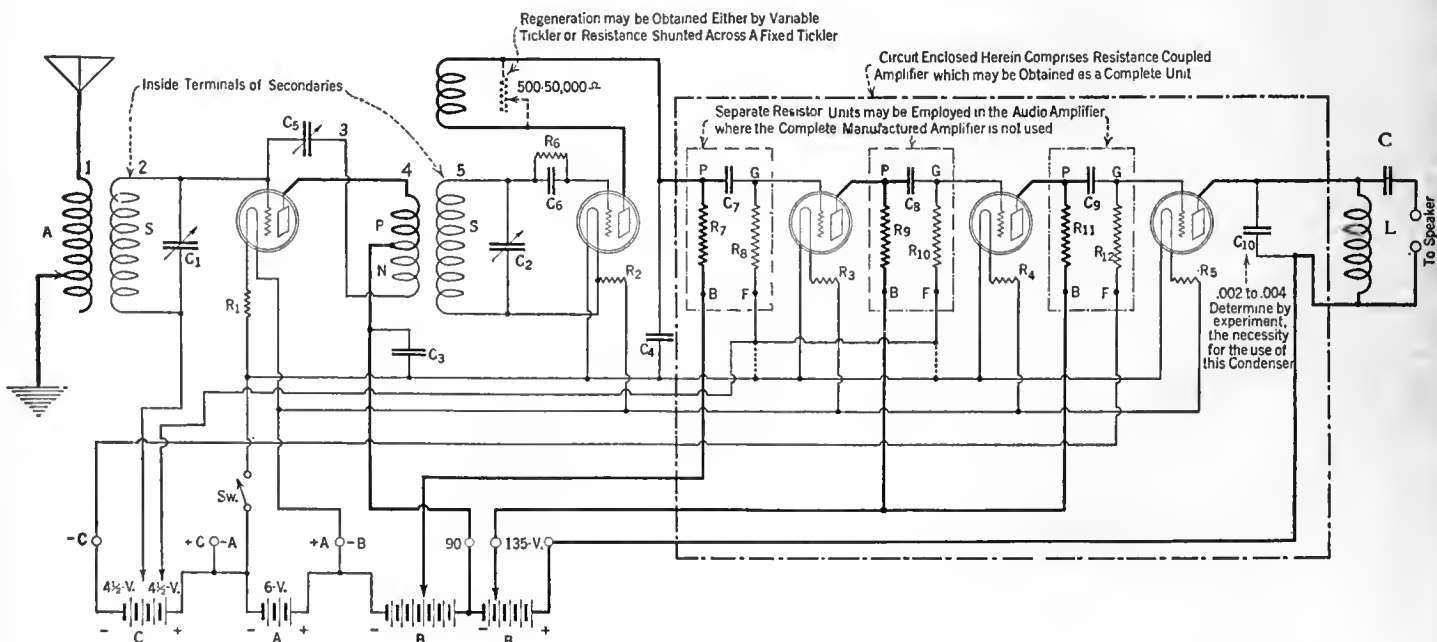 Regeneration may be Obtained Either by Variable
Tickler or Resistance Shunted Across A Fixed Tickler
Inside Terminals of Secondaries
500-50,000 Ω
Circuit Enclosed Herein Comprises Resistance Coupled
Amplifier which may be Obtained as a Complete Unit
Separate Resistor Units may be Employed in the Audio Amplifier
where the Complete Manufactured Amplifier is not used
1
2
A
S
C1
C5
3
4
P
N
R1
C3
5
S
C2
R6
C6
R2
C4
P
C7
G
R7
R8
B
F
R3
P
C8
G
R9
R10
B
F
R4
P
C9
G
R11
R12
B
F
R5
C10
.002 to .004
Determine by
experiment,
the necessity
for the use of
this Condenser
C
L
To Speaker
Sw.
-C
+C
-A
+A
-B
90
135-V.
4½-V.
4½-V.
6-V.
- C +
- A +
- B
- B +